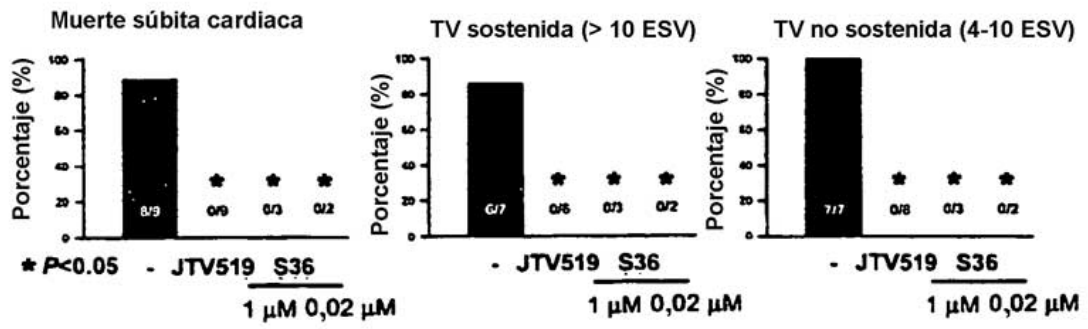 Muerte súbita cardiaca
Porcentaje (%)
100
80
60
40
20
0
8/9
* 0/9
* 0/3
* 0/2
* P<0.05
- JTV519 S36
1 µM 0,02 µM
TV sostenida (> 10 ESV)
Porcentaje (%)
100
80
60
40
20
0
6/7
* 0/6
* 0/3
* 0/2
- JTV519 S36
1 µM 0,02 µM
TV no sostenida (4-10 ESV)
Porcentaje (%)
100
80
60
40
20
0
7/7
* 0/8
* 0/3
* 0/2
- JTV519 S36
1 µM 0,02 µM